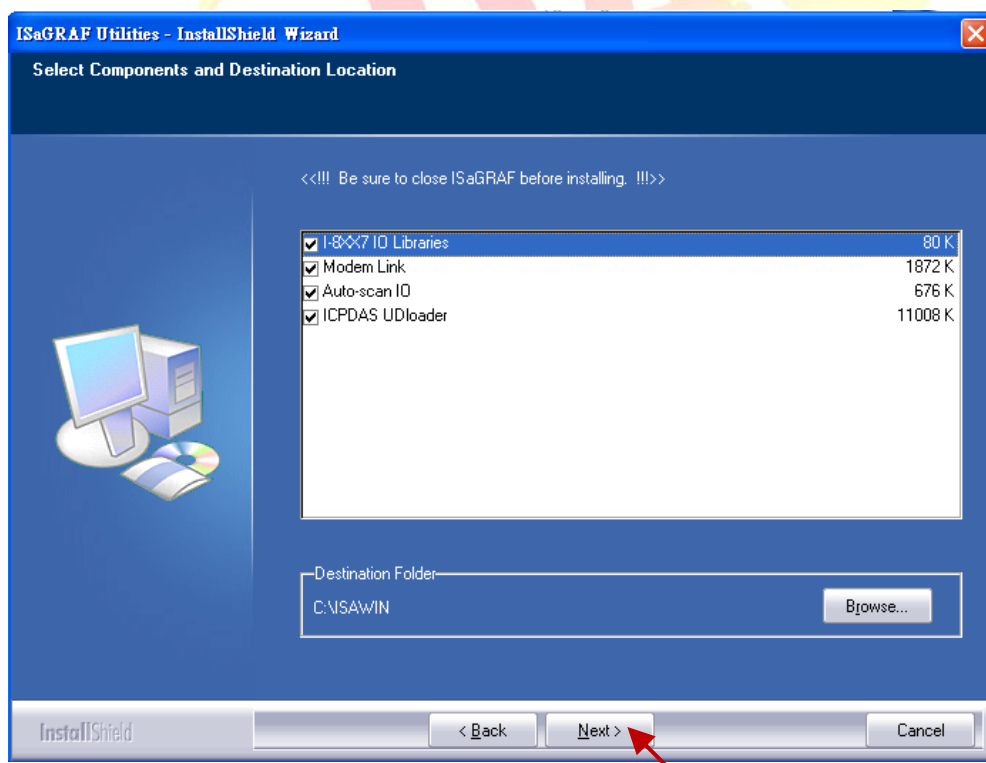 ISaGRAF Utilities - InstallShield Wizard
Select Components and Destination Location
<<!!! Be sure to close ISaGRAF before installing. !!!>>
I-8XX7 IO Libraries 80 K
Modem Link 1872 K
Auto-scan IO 676 K
ICPDAS UDloader 11008 K
Destination Folder
C:\ISAWIN
Browse...
InstallShield
< Back
Next >
Cancel